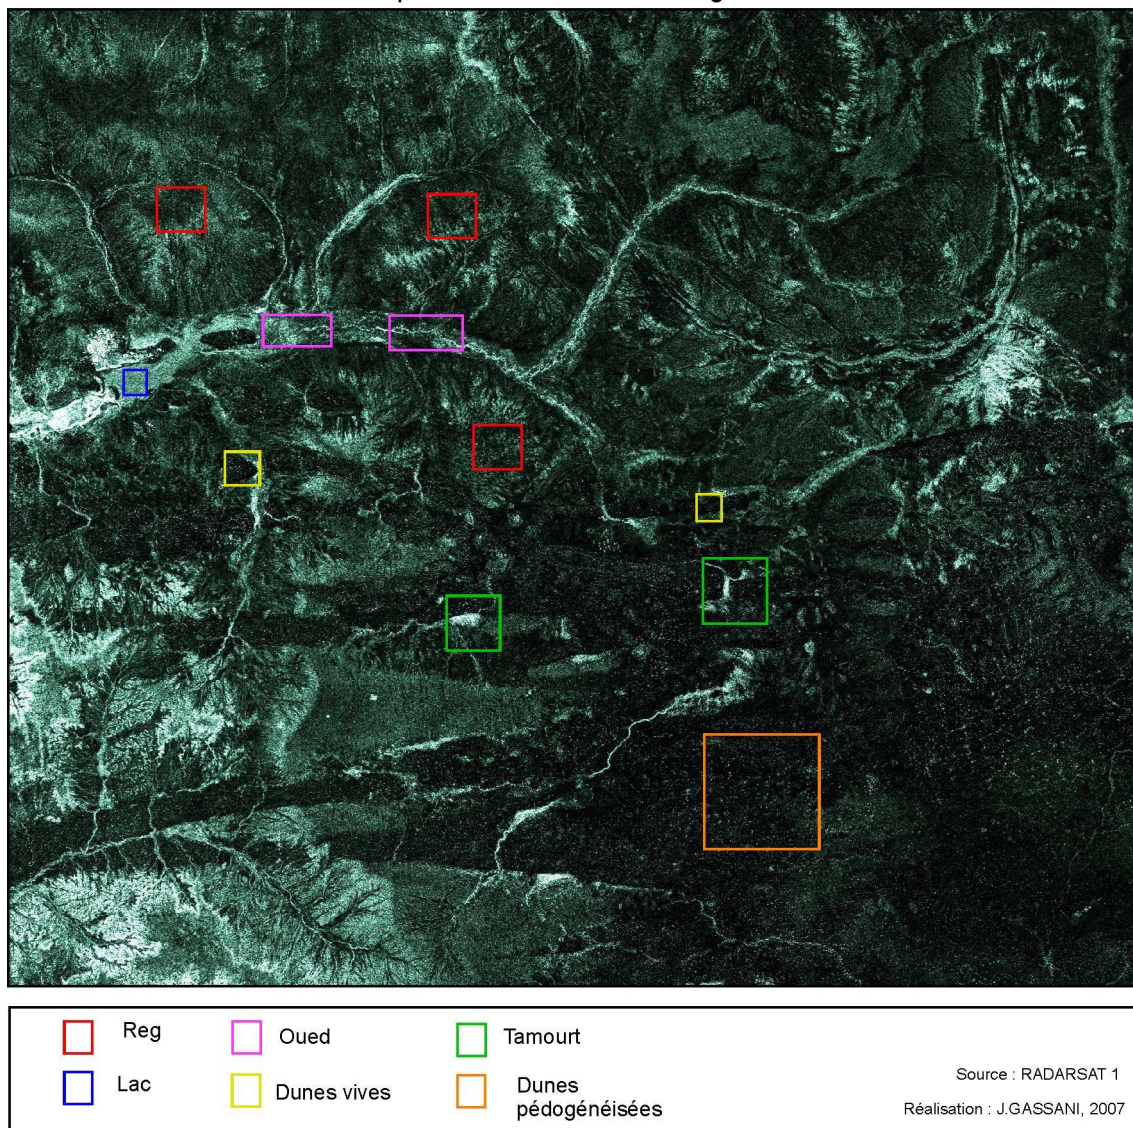 Reg
Oued
Tamourt
Lac
Dunes vives
Dunes
pédogénéisées
Source : RADARSAT 1
Réalisation : J.GASSANI, 2007